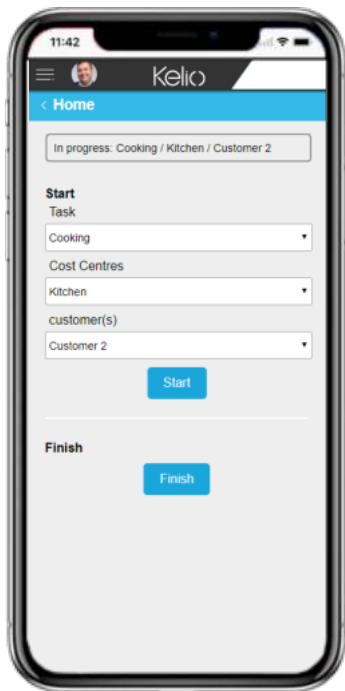 11:42
Kelio
< Home
In progress: Cooking / Kitchen / Customer 2
Start
Task
Cooking
Cost Centres
Kitchen
customer(s)
Customer 2
Start
Finish
Finish